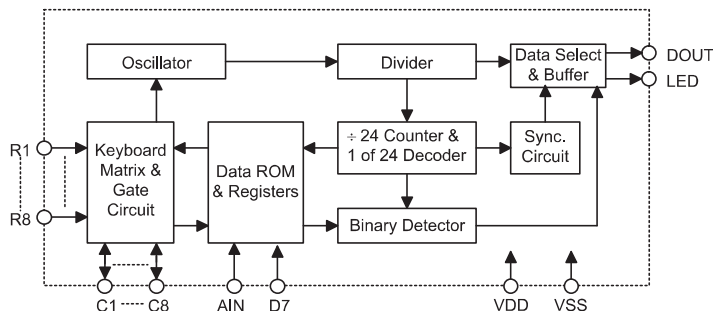 Oscillator
Divider
Data Select
& Buffer
DOUT
LED
R1
R8
Keyboard
Matrix &
Gate
Circuit
Data ROM
& Registers
÷ 24 Counter &
1 of 24 Decoder
Sync.
Circuit
Binary Detector
C1
C8
AIN
D7
VDD
VSS